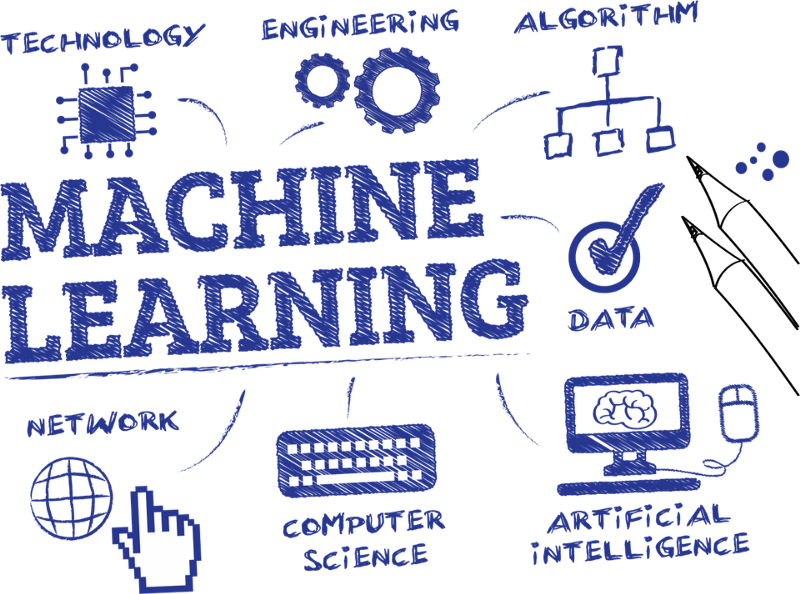 TECHNOLOGY
ENGiNEERiNG
ALGORiTHM
MACHINE
LEARNING
DATA
NETWORK
COMPUTER
SCiENCE
ARTiFiCiAL
iNTELLiGENCE